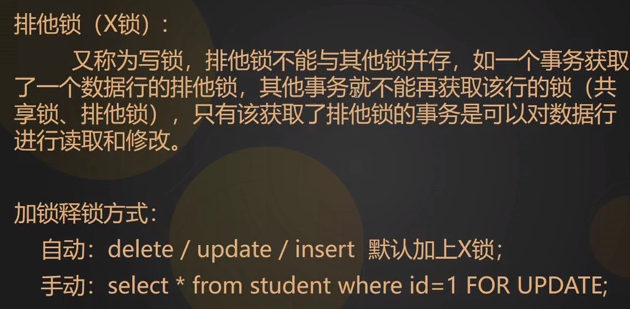 排他锁（X锁）：
又称为写锁，排他锁不能与其他锁并存，如一个事务获取
了一个数据行的排他锁，其他事务就不能再获取该行的锁（共
享锁、排他锁），只有该获取了排他锁的事务是可以对数据行
进行读取和修改。
加锁释锁方式：
自动：delete / update / insert 默认加上X锁；
手动：select * from student where id=1 FOR UPDATE;